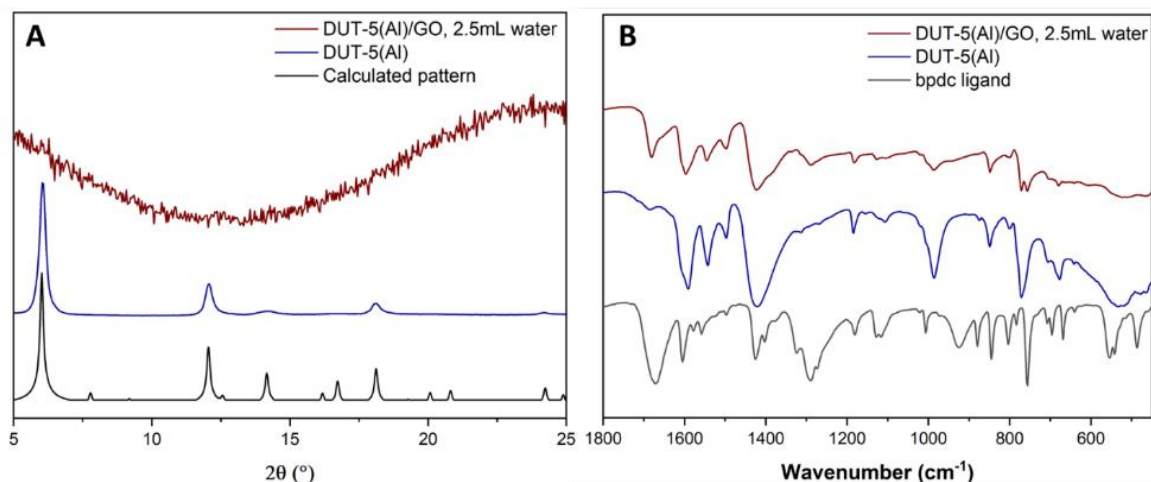 A
DUT-5(Al)/GO, 2.5mL water
DUT-5(Al)
Calculated pattern
5 10 15 20 25
2θ (°)
B
DUT-5(Al)/GO, 2.5mL water
DUT-5(Al)
bpdc ligand
1800 1600 1400 1200 1000 800 600
Wavenumber (cm⁻¹)